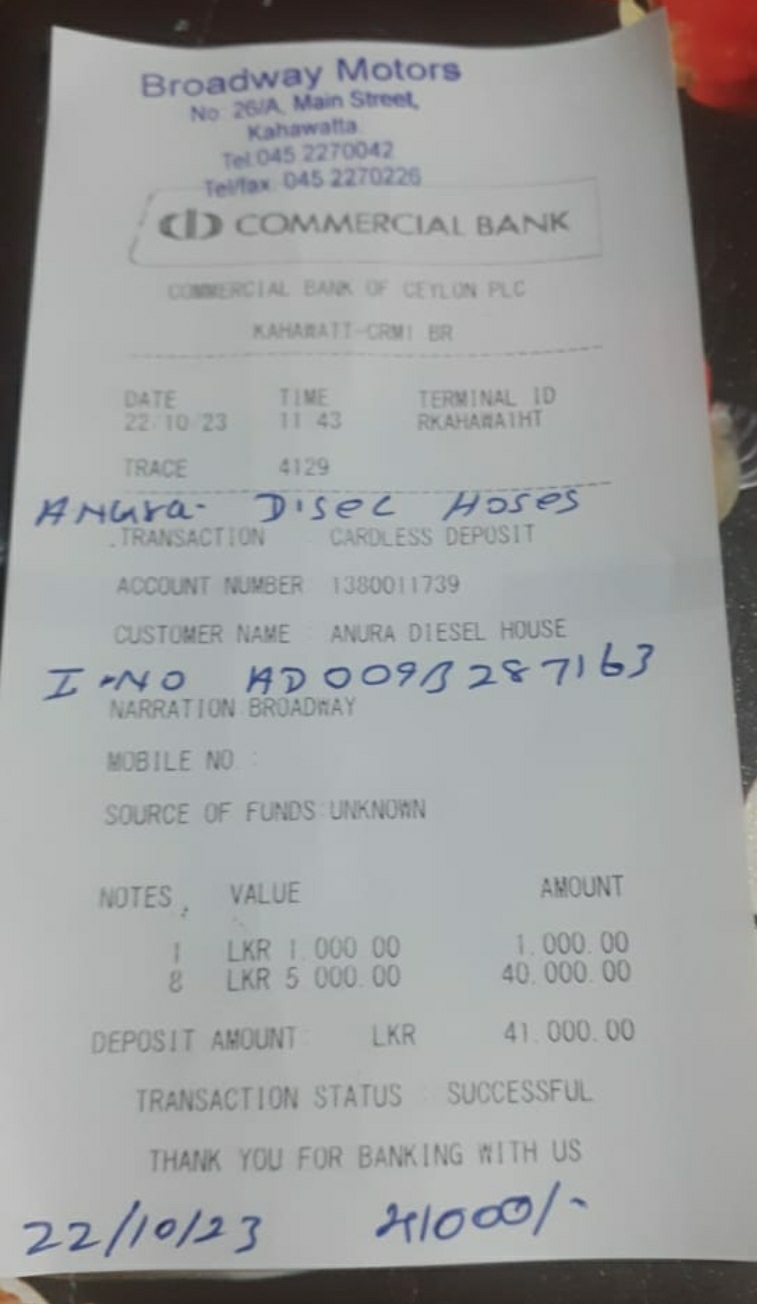 Broadway Motors
No. 26/A, Main Street,
Kahawatta.
Tel:045 2270042
Tel/fax: 045 2270226
COMMERCIAL BANK
COMMERCIAL BANK OF CEYLON PLC
KAHAWATT-CRM1 BR
DATE TIME TERMINAL ID
22/10/23 11:43 RKAHAWA1HT
TRACE 4129
Anura- Disel Hoses
TRANSACTION : CARDLESS DEPOSIT
ACCOUNT NUMBER : 1380011739
CUSTOMER NAME : ANURA DIESEL HOUSE
I-NO AD009B287163
NARRATION:BROADWAY
MOBILE NO :
SOURCE OF FUNDS:UNKNOWN
NOTES, VALUE AMOUNT
1 LKR 1,000.00 1,000.00
8 LKR 5,000.00 40,000.00
DEPOSIT AMOUNT: LKR 41,000.00
TRANSACTION STATUS : SUCCESSFUL
THANK YOU FOR BANKING WITH US
22/10/23 41000/-